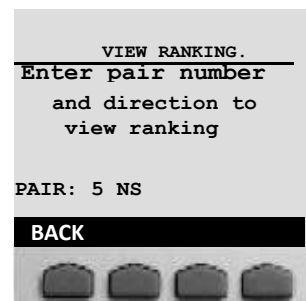 VIEW RANKING.
Enter pair number
and direction to
view ranking
PAIR: 5 NS
BACK